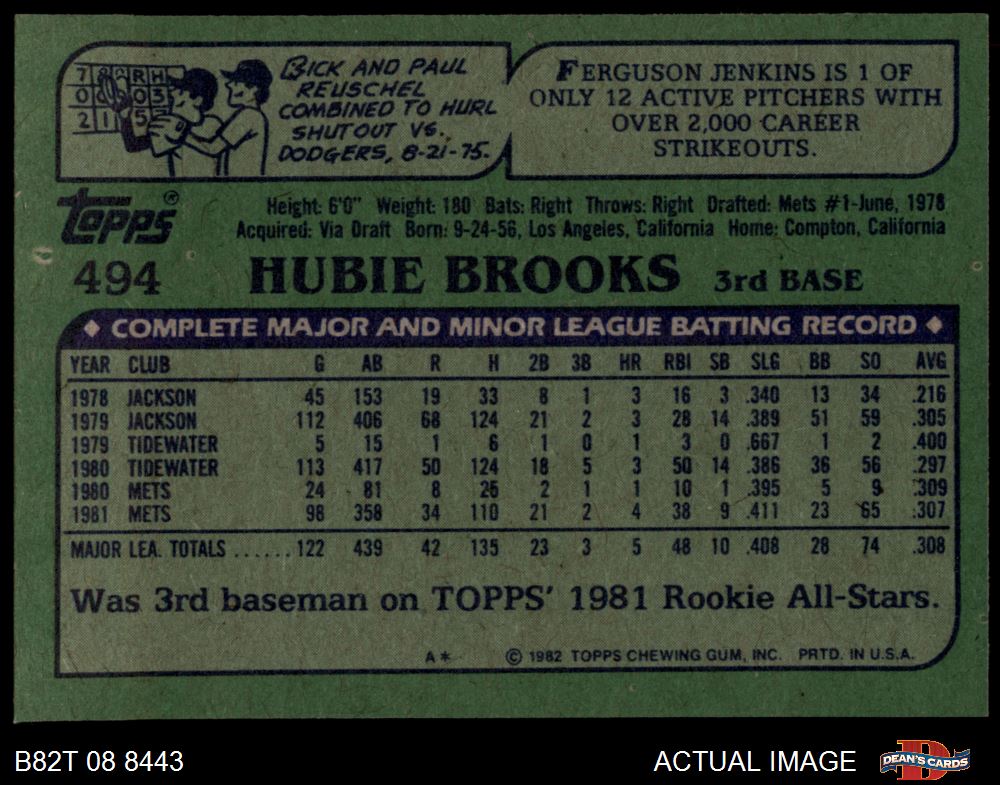 7 8 9 R H
RICK AND PAUL
REUSCHEL
COMBINED TO HURL
SHUTOUT VS.
DODGERS, 8-21-75.
FERGUSON JENKINS IS 1 OF
ONLY 12 ACTIVE PITCHERS WITH
OVER 2,000 CAREER
STRIKEOUTS.
TOPPS®
Height: 6'0" Weight: 180 Bats: Right Throws: Right Drafted: Mets #1-June, 1978
Acquired: Via Draft Born: 9-24-56, Los Angeles, California Home: Compton, California
494 HUBIE BROOKS 3rd BASE
◆ COMPLETE MAJOR AND MINOR LEAGUE BATTING RECORD ◆
YEAR CLUB G AB R H 2B 3B HR RBI SB SLG BB SO AVG
1978 JACKSON 45 153 19 33 8 1 3 16 3 .340 13 34 .216
1979 JACKSON 112 406 68 124 21 2 3 28 14 .389 51 59 .305
1979 TIDEWATER 5 15 1 6 1 0 1 3 0 .667 1 2 .400
1980 TIDEWATER 113 417 50 124 18 5 3 50 14 .386 36 56 .297
1980 METS 24 81 8 25 2 1 1 10 1 .395 5 9 .309
1981 METS 98 358 34 110 21 2 4 38 9 .411 23 65 .307
MAJOR LEA. TOTALS ...... 122 439 42 135 23 3 5 48 10 .408 28 74 .308
Was 3rd baseman on TOPPS' 1981 Rookie All-Stars.
A* © 1982 TOPPS CHEWING GUM, INC. PRTD. IN U.S.A.
B82T 08 8443 ACTUAL IMAGE DEAN'S CARDS